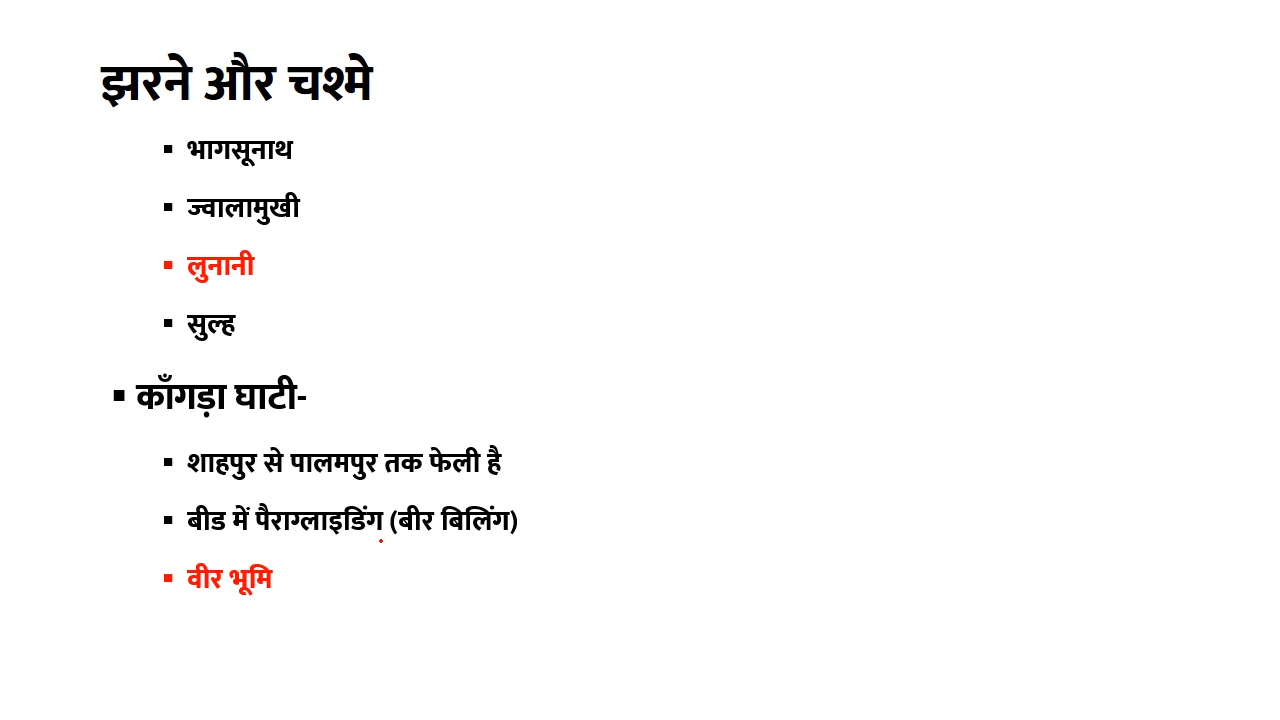 झरने और चश्मे
▪ भागसूनाथ
▪ ज्वालामुखी
▪ लुनानी
▪ सुल्ह
▪ काँगड़ा घाटी-
▪ शाहपुर से पालमपुर तक फेली है
▪ बीड में पैराग्लाइडिंग (बीर बिलिंग)
▪ वीर भूमि